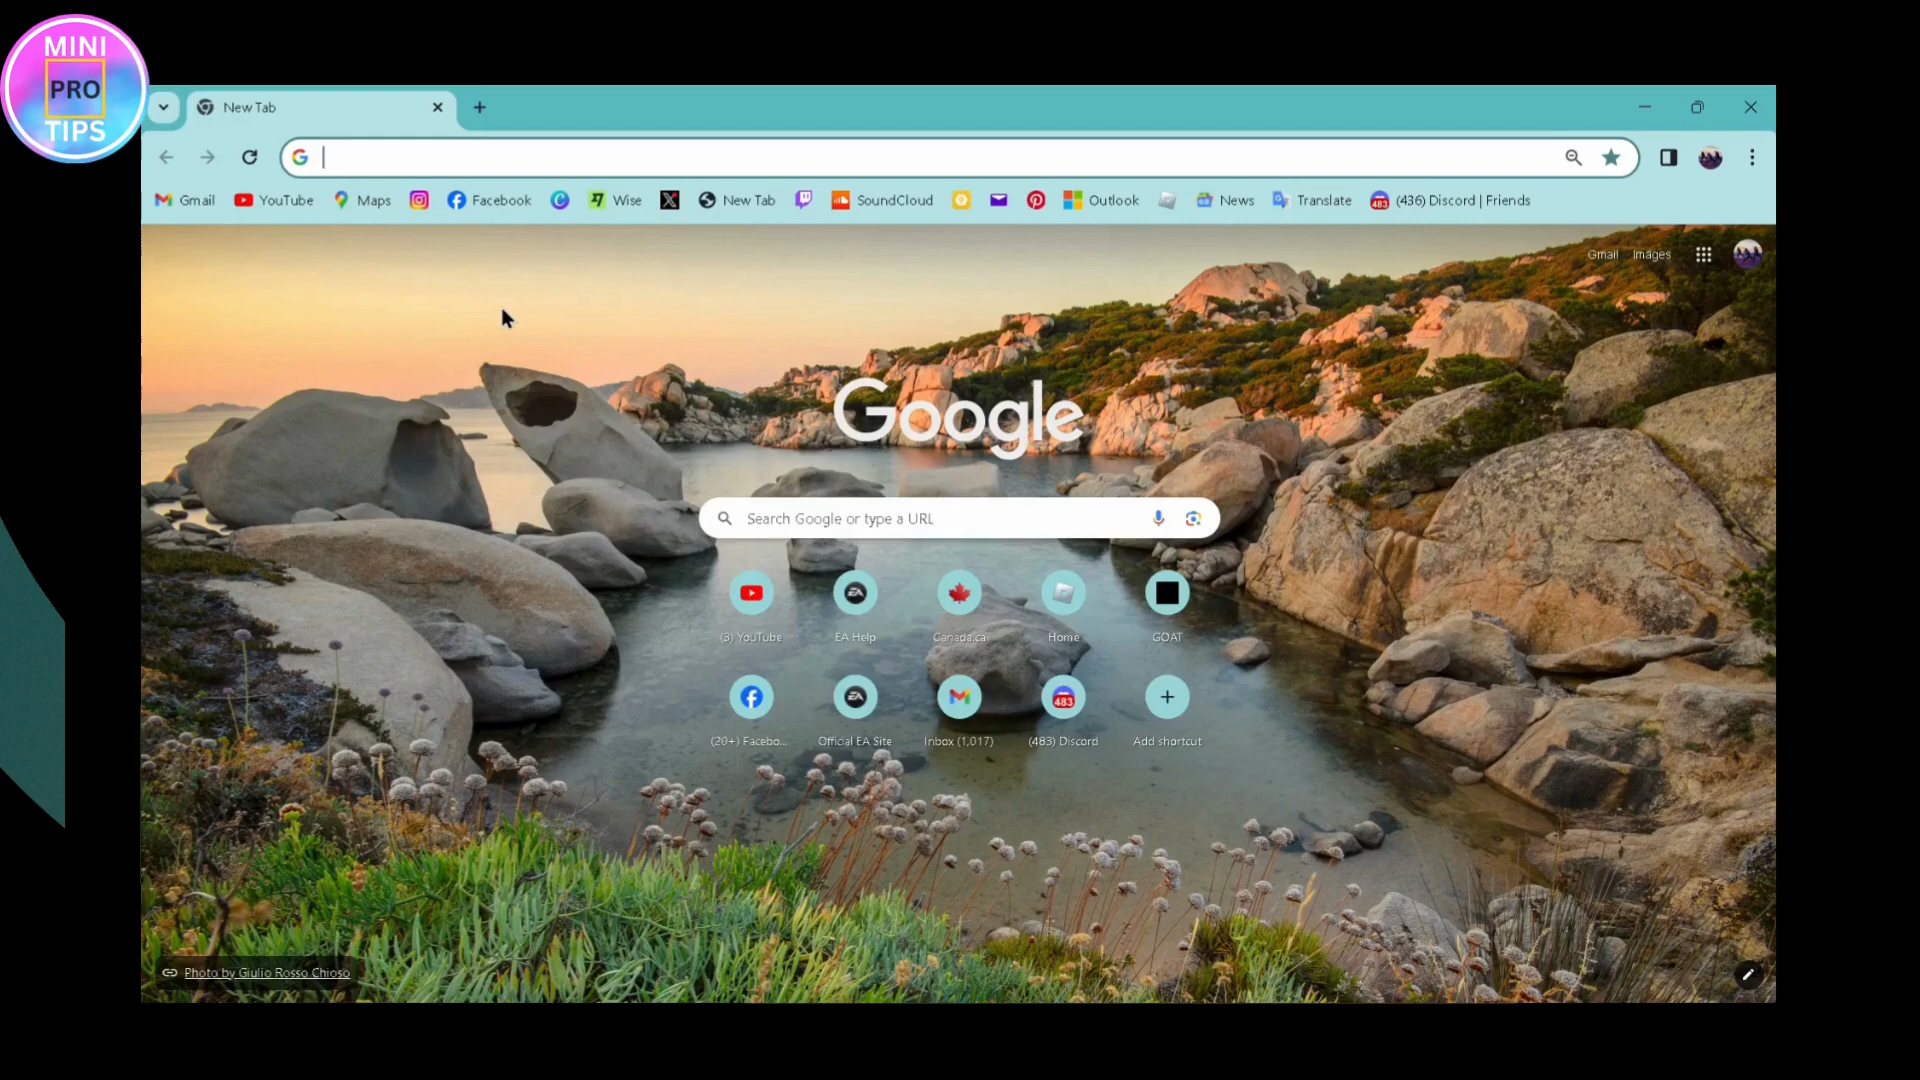 MINI
PRO
TIPS
New Tab
Gmail YouTube Maps Facebook Wise New Tab SoundCloud Outlook News Translate (436) Discord | Friends
Gmail Images
Google
Search Google or type a URL
(3) YouTube EA Help Canada.ca Home GOAT
483
(20+) Facebo... Official EA Site Inbox (1,017) (483) Discord Add shortcut
Photo by Giulio Rosso Chioso